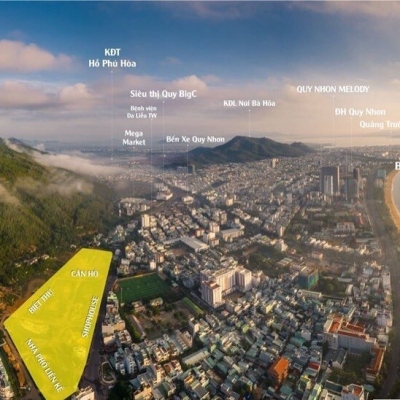 KĐT
Hồ Phú Hòa
Siêu thị Quy BigC
Bệnh viện
Da Liễu TW
Mega
Market
Bến Xe Quy Nhơn
KDL Núi Bà Hỏa
QUY NHON MELODY
ĐH Quy Nhơn
Quảng Trư
B
CĂN HỘ
BIỆT THỰ
SHOPHOUSE
NHÀ PHỐ LIỀN KỀ